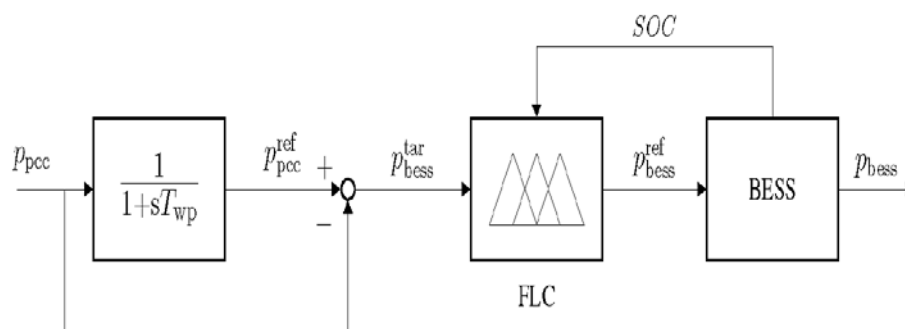 SOC
p_pcc
1
1+sT_wp
p_pcc^ref
+
−
p_bess^tar
p_bess^ref
BESS
p_bess
FLC